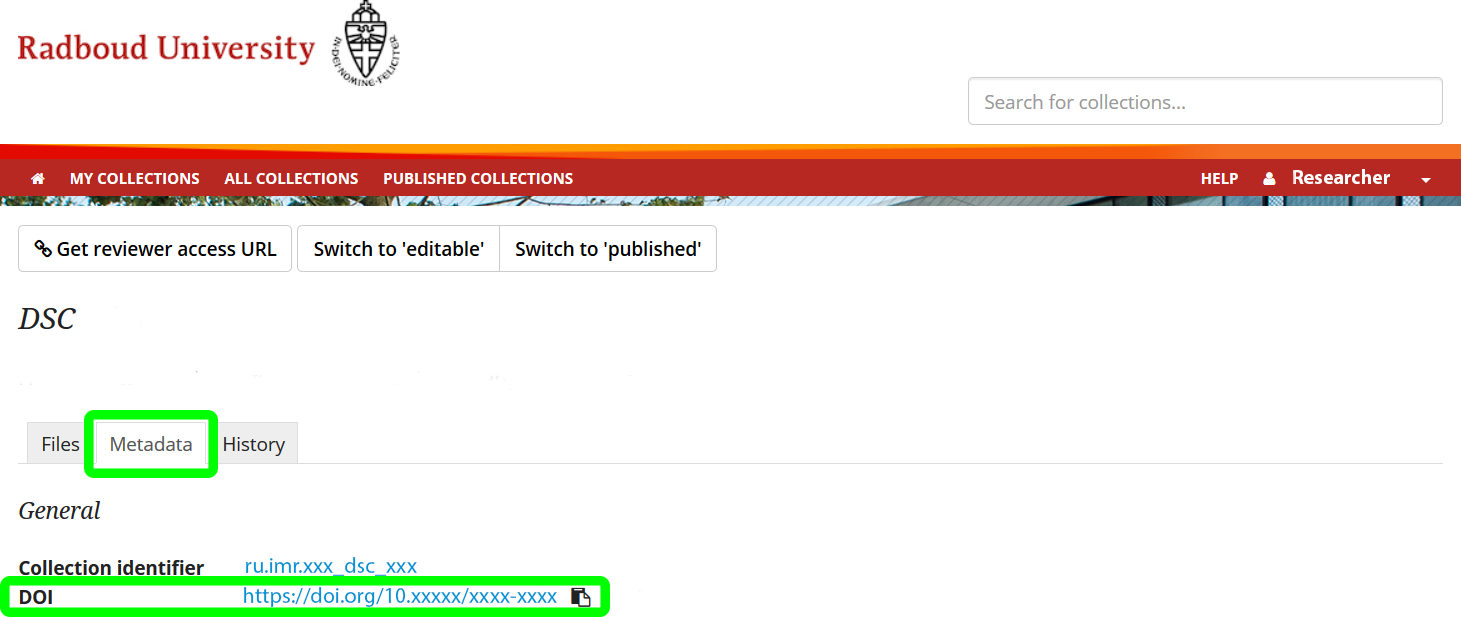 Radboud University
IN·DEI·NOMINE·FELICITER
Search for collections...
MY COLLECTIONS ALL COLLECTIONS PUBLISHED COLLECTIONS HELP Researcher
Get reviewer access URL Switch to 'editable' Switch to 'published'
DSC
Files Metadata History
General
Collection identifier ru.imr.xxx_dsc_xxx
DOI https://doi.org/10.xxxxx/xxxx-xxxx